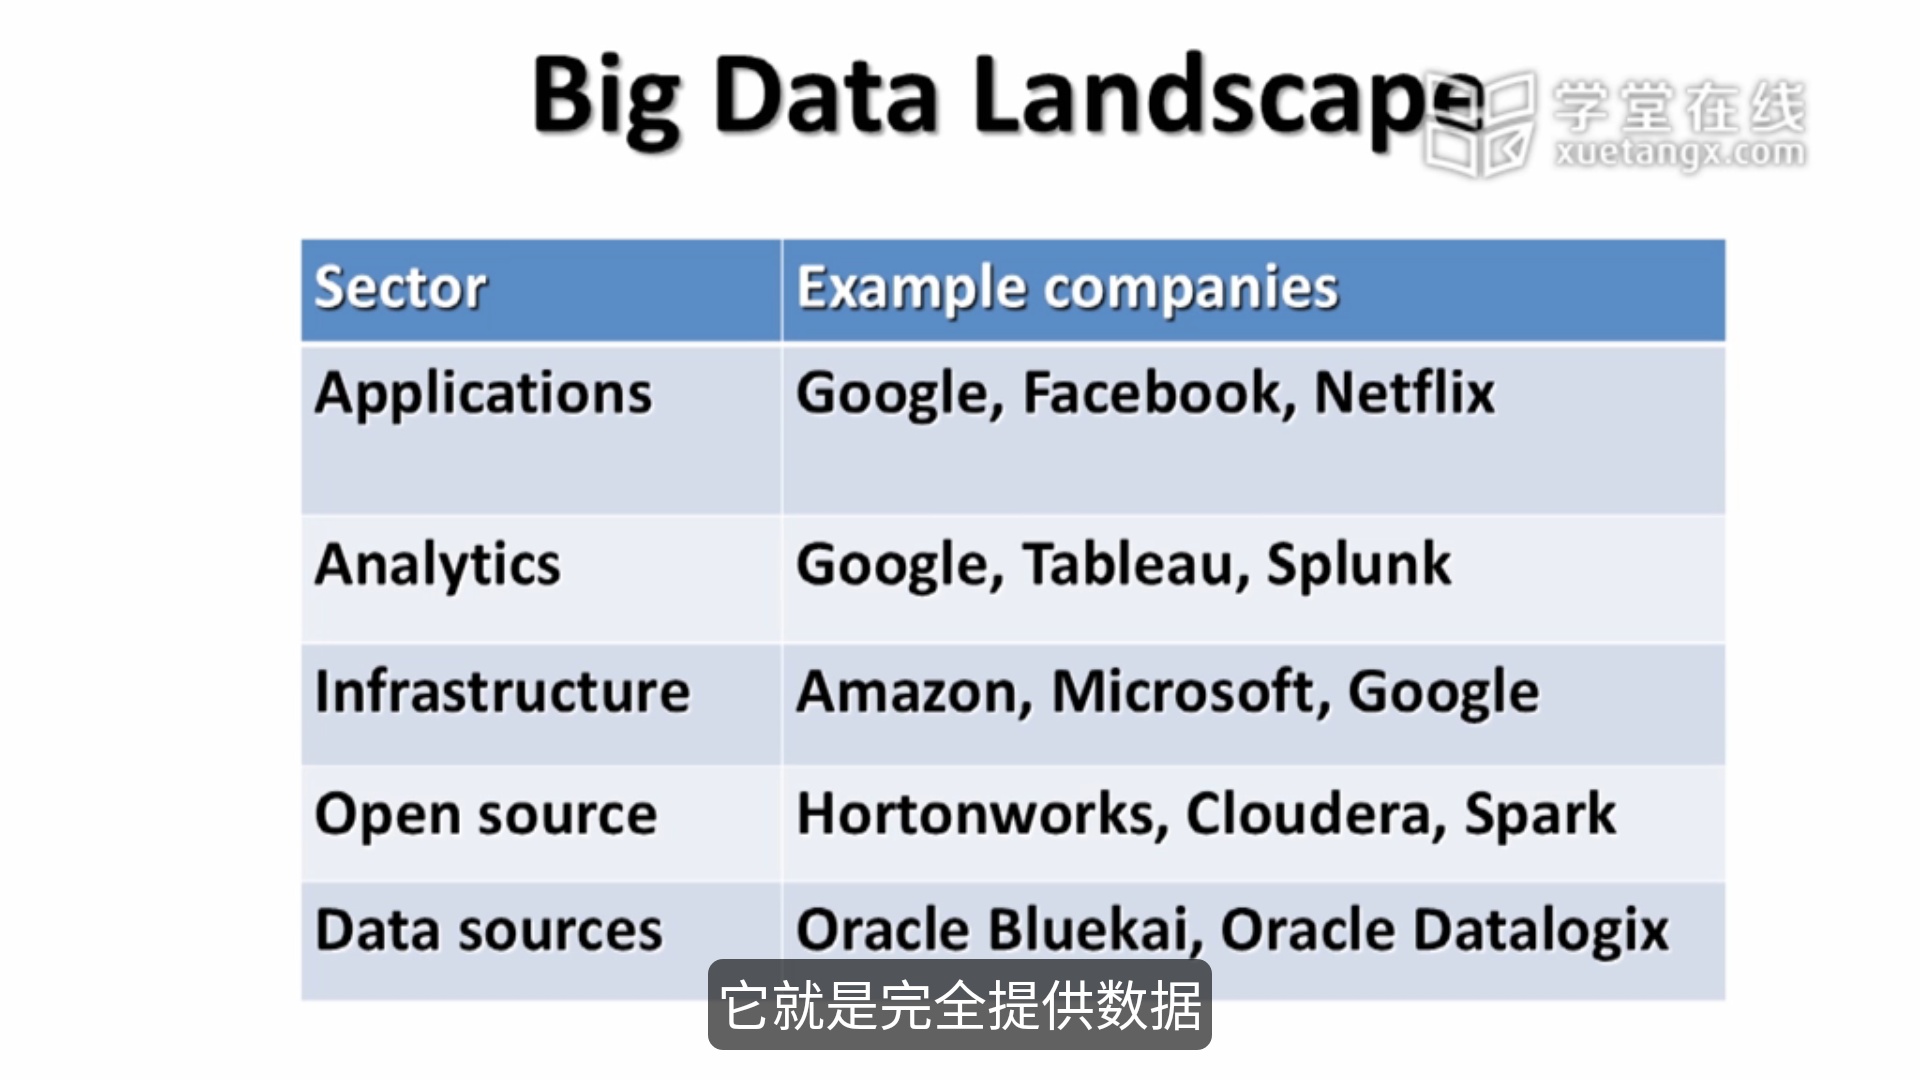 Big Data Landscape
学堂在线
xuetangx.com
Sector Example companies
Applications Google, Facebook, Netflix
Analytics Google, Tableau, Splunk
Infrastructure Amazon, Microsoft, Google
Open source Hortonworks, Cloudera, Spark
Data sources Oracle Bluekai, Oracle Datalogix
它就是完全提供数据